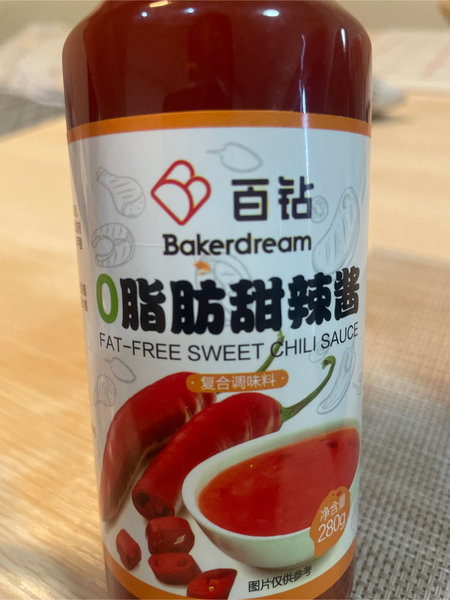 百钻
Bakerdream
0脂肪甜辣酱
FAT-FREE SWEET CHILI SAUCE
复合调味料
净含量
280g
图片仅供参考